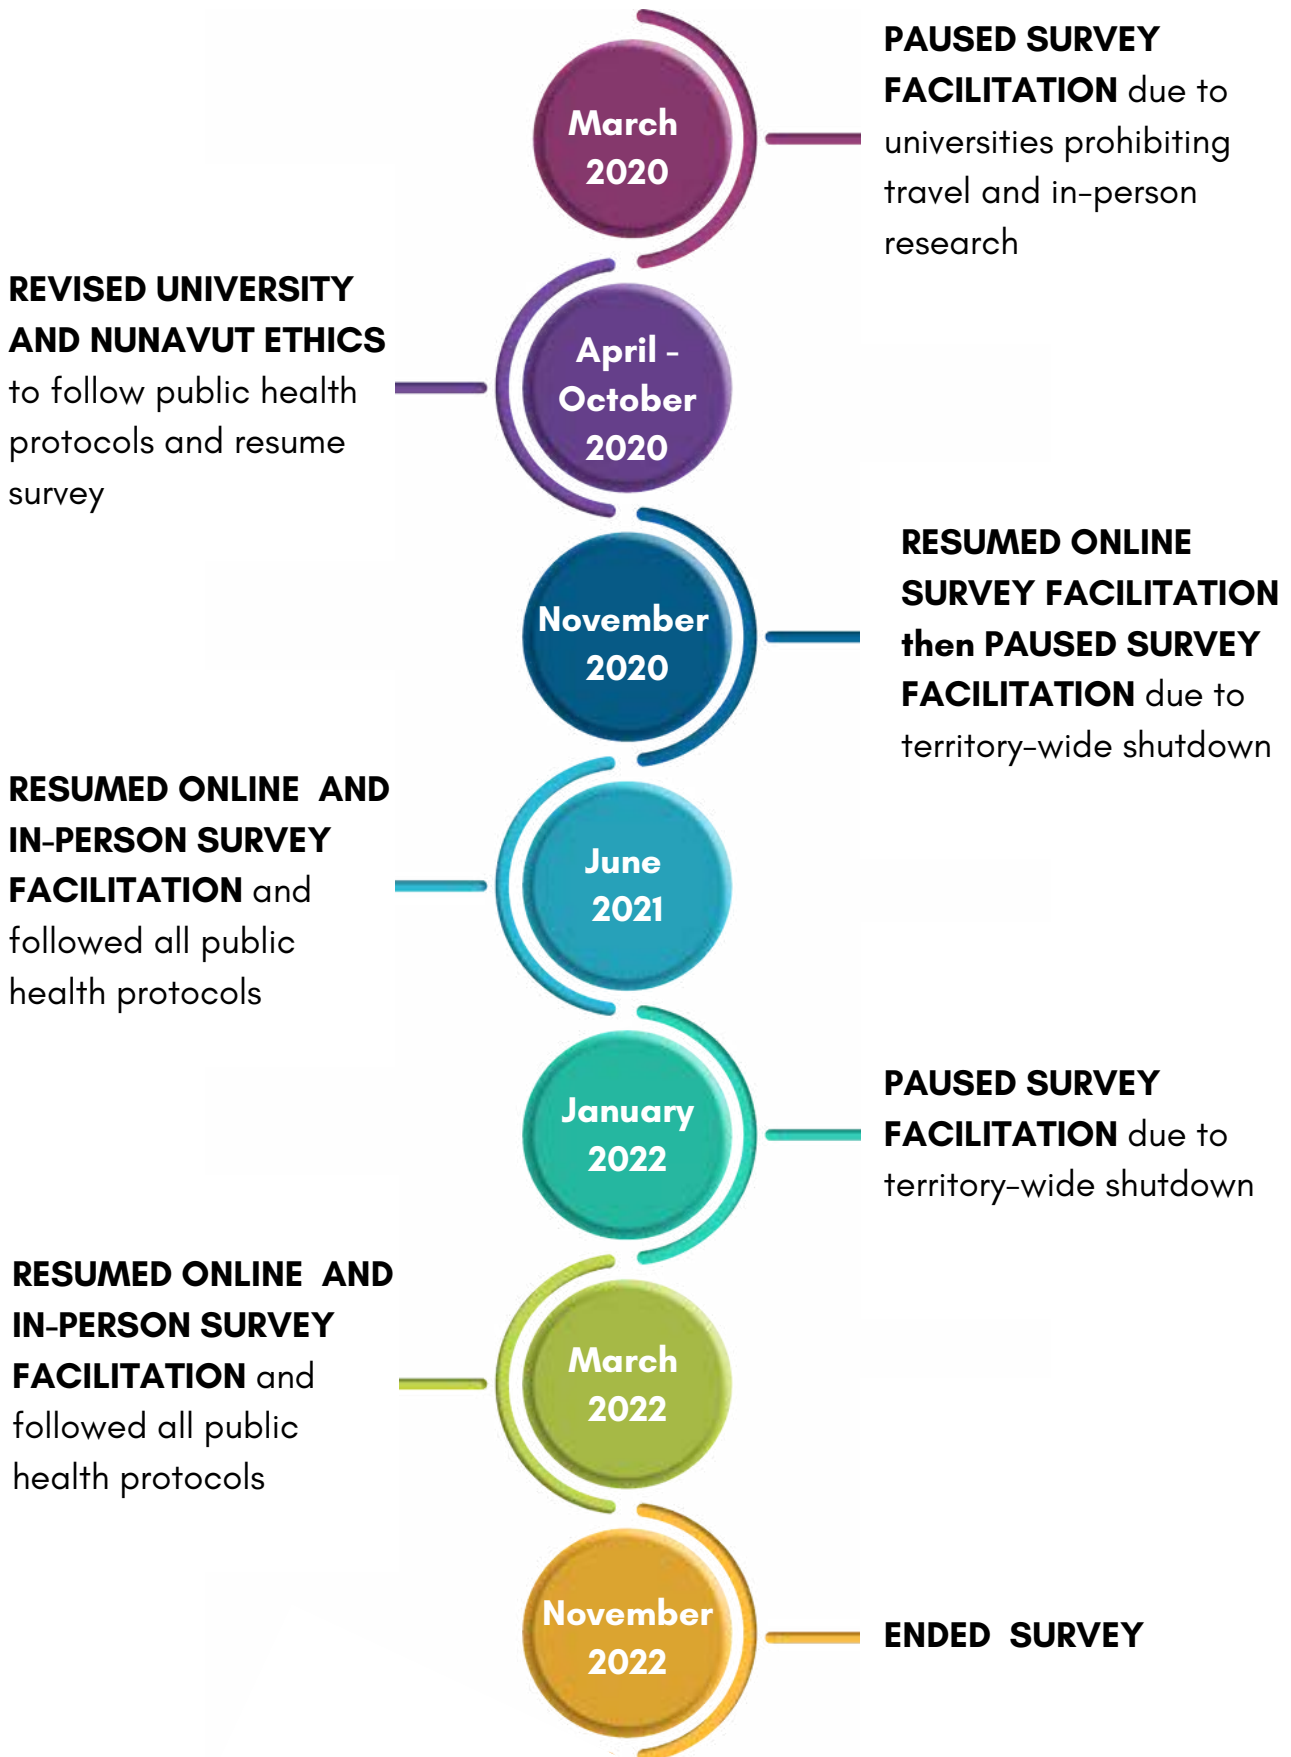 March
2020
PAUSED SURVEY
FACILITATION due to
universities prohibiting
travel and in-person
research
April -
October
2020
REVISED UNIVERSITY
AND NUNAVUT ETHICS
to follow public health
protocols and resume
survey
November
2020
RESUMED ONLINE
SURVEY FACILITATION
then PAUSED SURVEY
FACILITATION due to
territory-wide shutdown
June
2021
RESUMED ONLINE AND
IN-PERSON SURVEY
FACILITATION and
followed all public
health protocols
January
2022
PAUSED SURVEY
FACILITATION due to
territory-wide shutdown
March
2022
RESUMED ONLINE AND
IN-PERSON SURVEY
FACILITATION and
followed all public
health protocols
November
2022
ENDED SURVEY